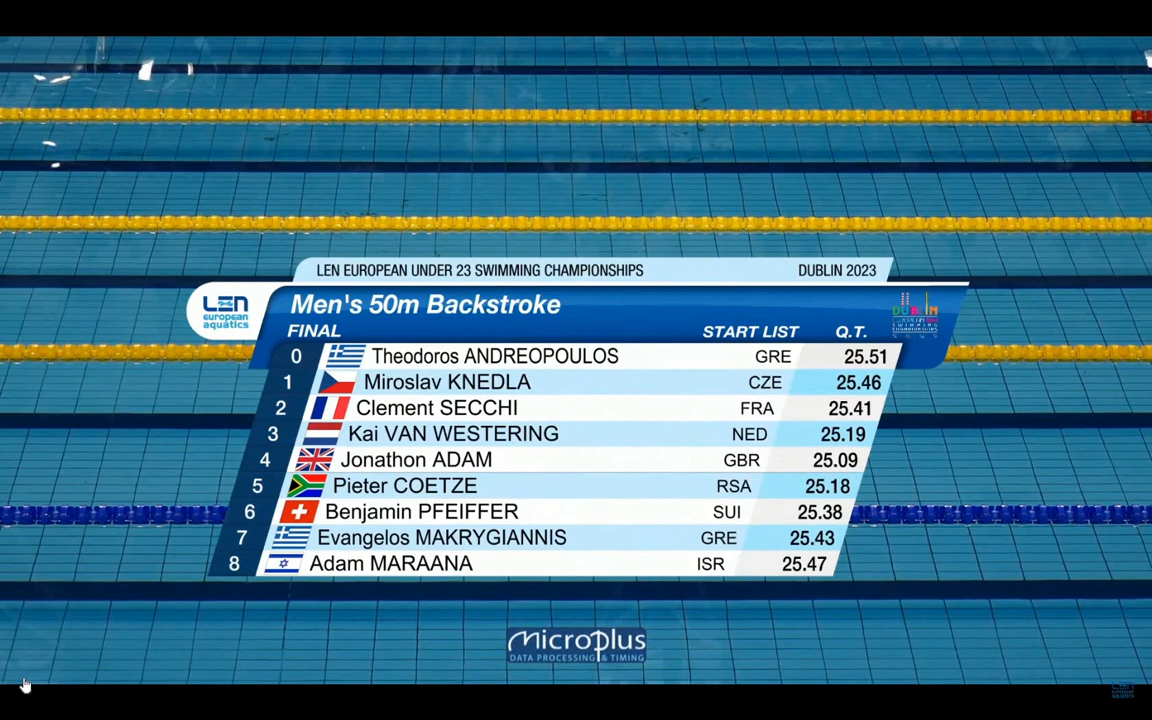 LEN EUROPEAN UNDER 23 SWIMMING CHAMPIONSHIPS DUBLIN 2023
LEN
european
aquatics
Men's 50m Backstroke
DUBLIN
FINAL START LIST Q.T.
0 Theodoros ANDREOPOULOS GRE 25.51
1 Miroslav KNEDLA CZE 25.46
2 Clement SECCHI FRA 25.41
3 Kai VAN WESTERING NED 25.19
4 Jonathon ADAM GBR 25.09
5 Pieter COETZE RSA 25.18
6 Benjamin PFEIFFER SUI 25.38
7 Evangelos MAKRYGIANNIS GRE 25.43
8 Adam MARAANA ISR 25.47
microplus
DATA PROCESSING & TIMING